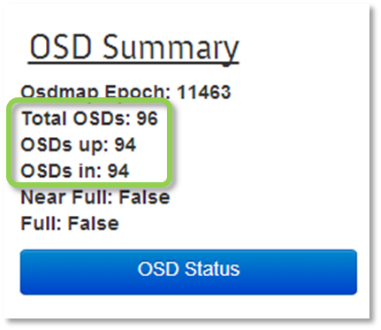 OSD Summary
Osdmap Epoch: 11463
Total OSDs: 96
OSDs up: 94
OSDs in: 94
Near Full: False
Full: False
OSD Status